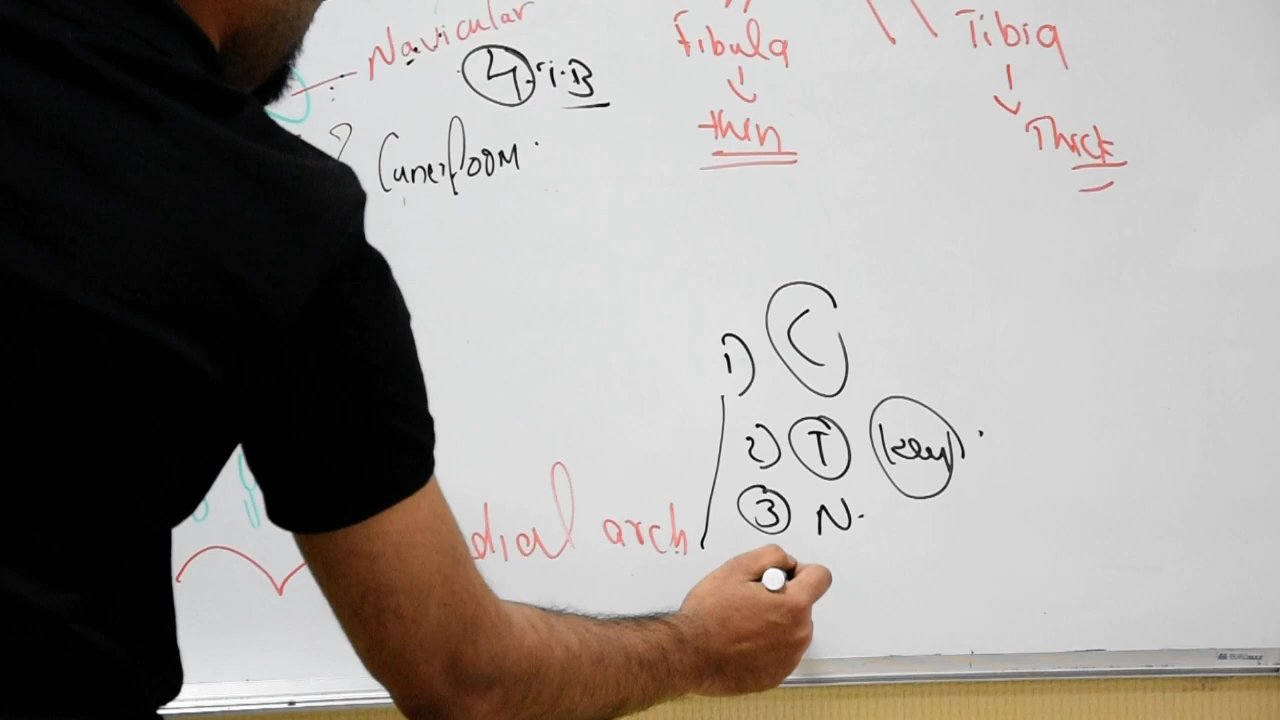 Navicular
4 T.B
Cuneiform.
Fibula
thin
Tibia
Thick
1) C
2) T key.
3 N.
dial arch